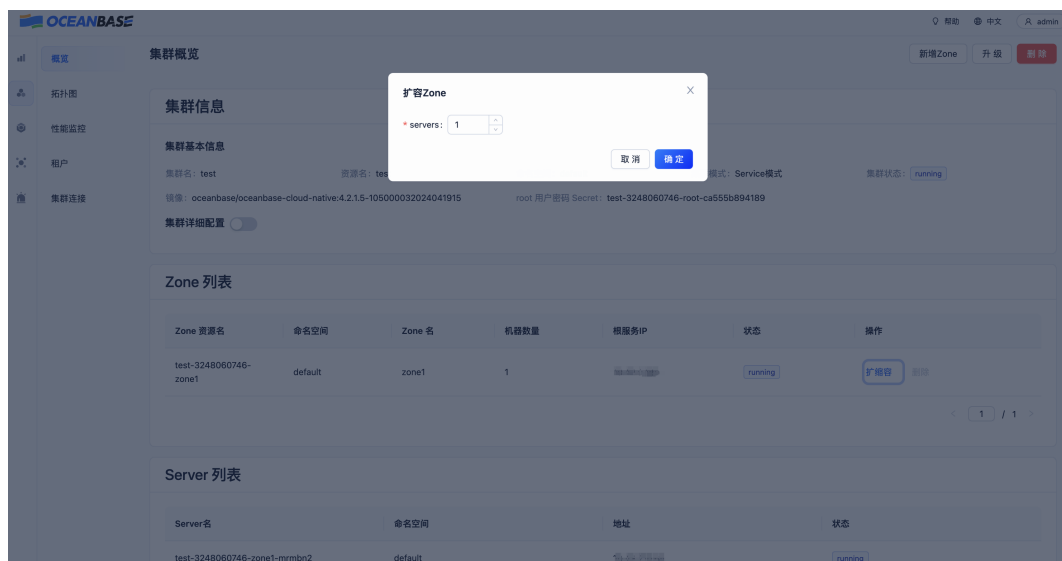 OCEANBASE
帮助 中文 admin
概览
拓扑图
性能监控
租户
集群连接
集群概览
新增Zone 升 级 删 除
扩容Zone
* servers: 1
取 消 确 定
集群信息
集群基本信息
集群名: test 资源名: tes 模式: Service模式 集群状态: running
镜像: oceanbase/oceanbase-cloud-native:4.2.1.5-105000032024041915 root 用户密码 Secret: test-3248060746-root-ca555b894189
集群详细配置
Zone 列表
Zone 资源名 命名空间 Zone 名 机器数量 根服务IP 状态 操作
test-3248060746-zone1 default zone1 1 running 扩缩容 删除
1 / 1
Server 列表
Server名 命名空间 地址 状态
test-3248060746-zone1-mrmbn2 default running